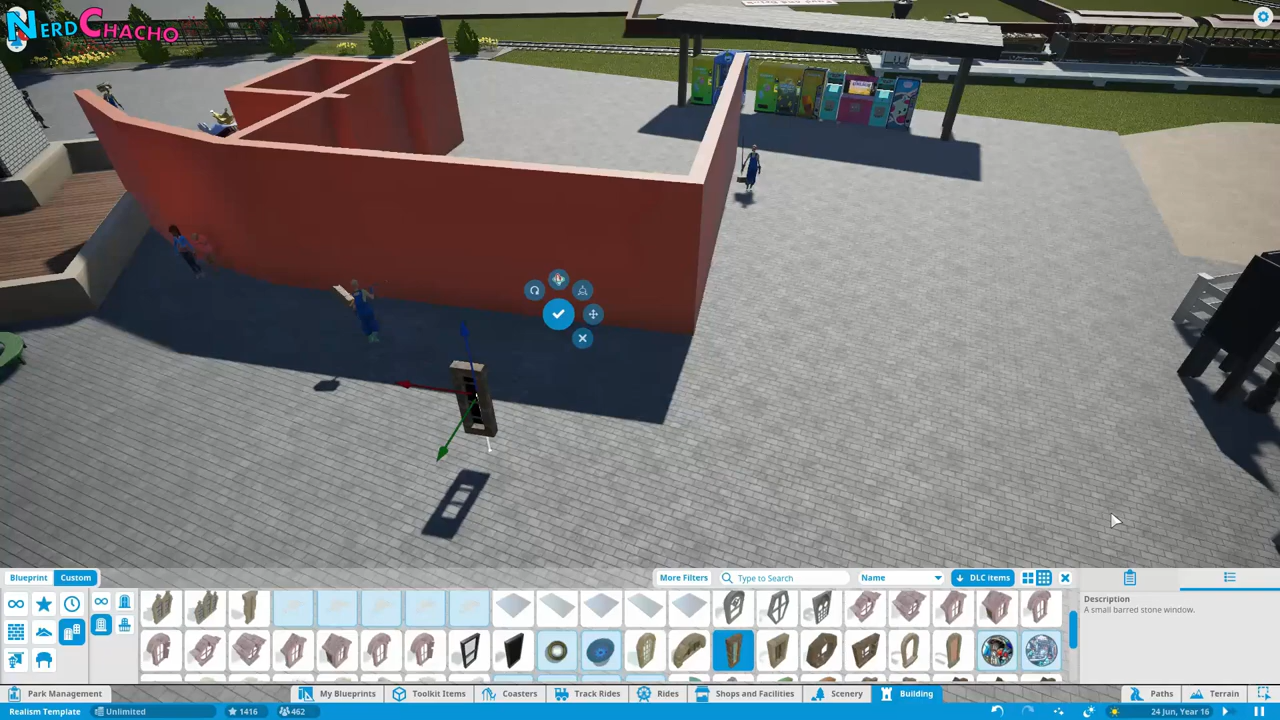 NERDCHACHO
Blueprint Custom More Filters Type to Search Name DLC items
Description
A small barred stone window.
Park Management My Blueprints Toolkit Items Coasters Track Rides Rides Shops and Facilities Scenery Building Paths Terrain
Realism Template Unlimited 1416 462 24 Jun, Year 16